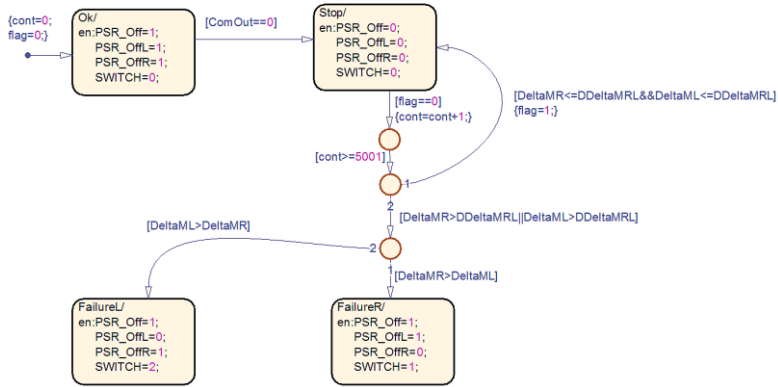 {cont=0;
flag=0;}
Ok/
en:PSR_Off=1;
PSR_OffL=1;
PSR_OffR=1;
SWITCH=0;
[ComOut==0]
Stop/
en:PSR_Off=0;
PSR_OffL=0;
PSR_OffR=0;
SWITCH=0;
[flag==0]
{cont=cont+1;}
[DeltaMR<=DDeltaMRL&&DeltaML<=DDeltaMRL]
{flag=1;}
[cont>=5001]
1
2
[DeltaMR>DDeltaMRL||DeltaML>DDeltaMRL]
[DeltaML>DeltaMR]
2
1
[DeltaMR>DeltaML]
FailureL/
en:PSR_Off=1;
PSR_OffL=0;
PSR_OffR=1;
SWITCH=2;
FailureR/
en:PSR_Off=1;
PSR_OffL=1;
PSR_OffR=0;
SWITCH=1;